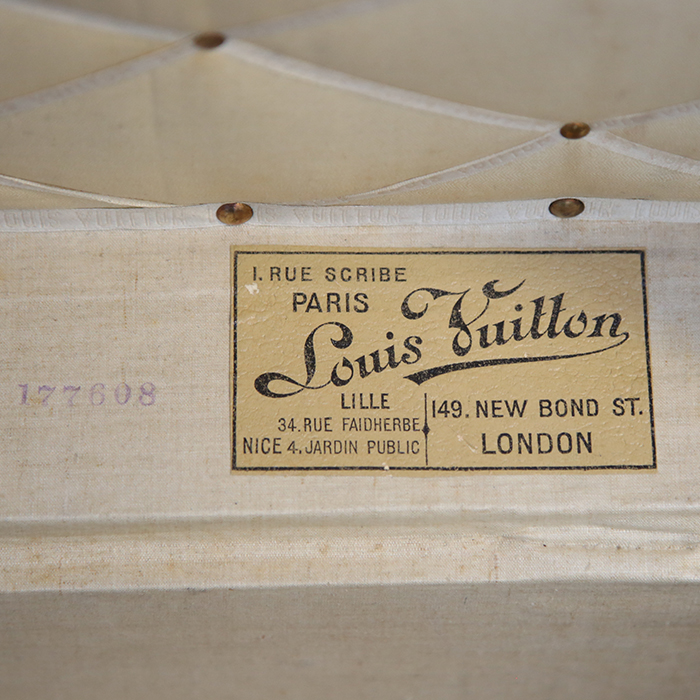 1. RUE SCRIBE
PARIS
Louis Vuitton
LILLE
34. RUE FAIDHERBE
NICE 4. JARDIN PUBLIC
149. NEW BOND ST.
LONDON
177608